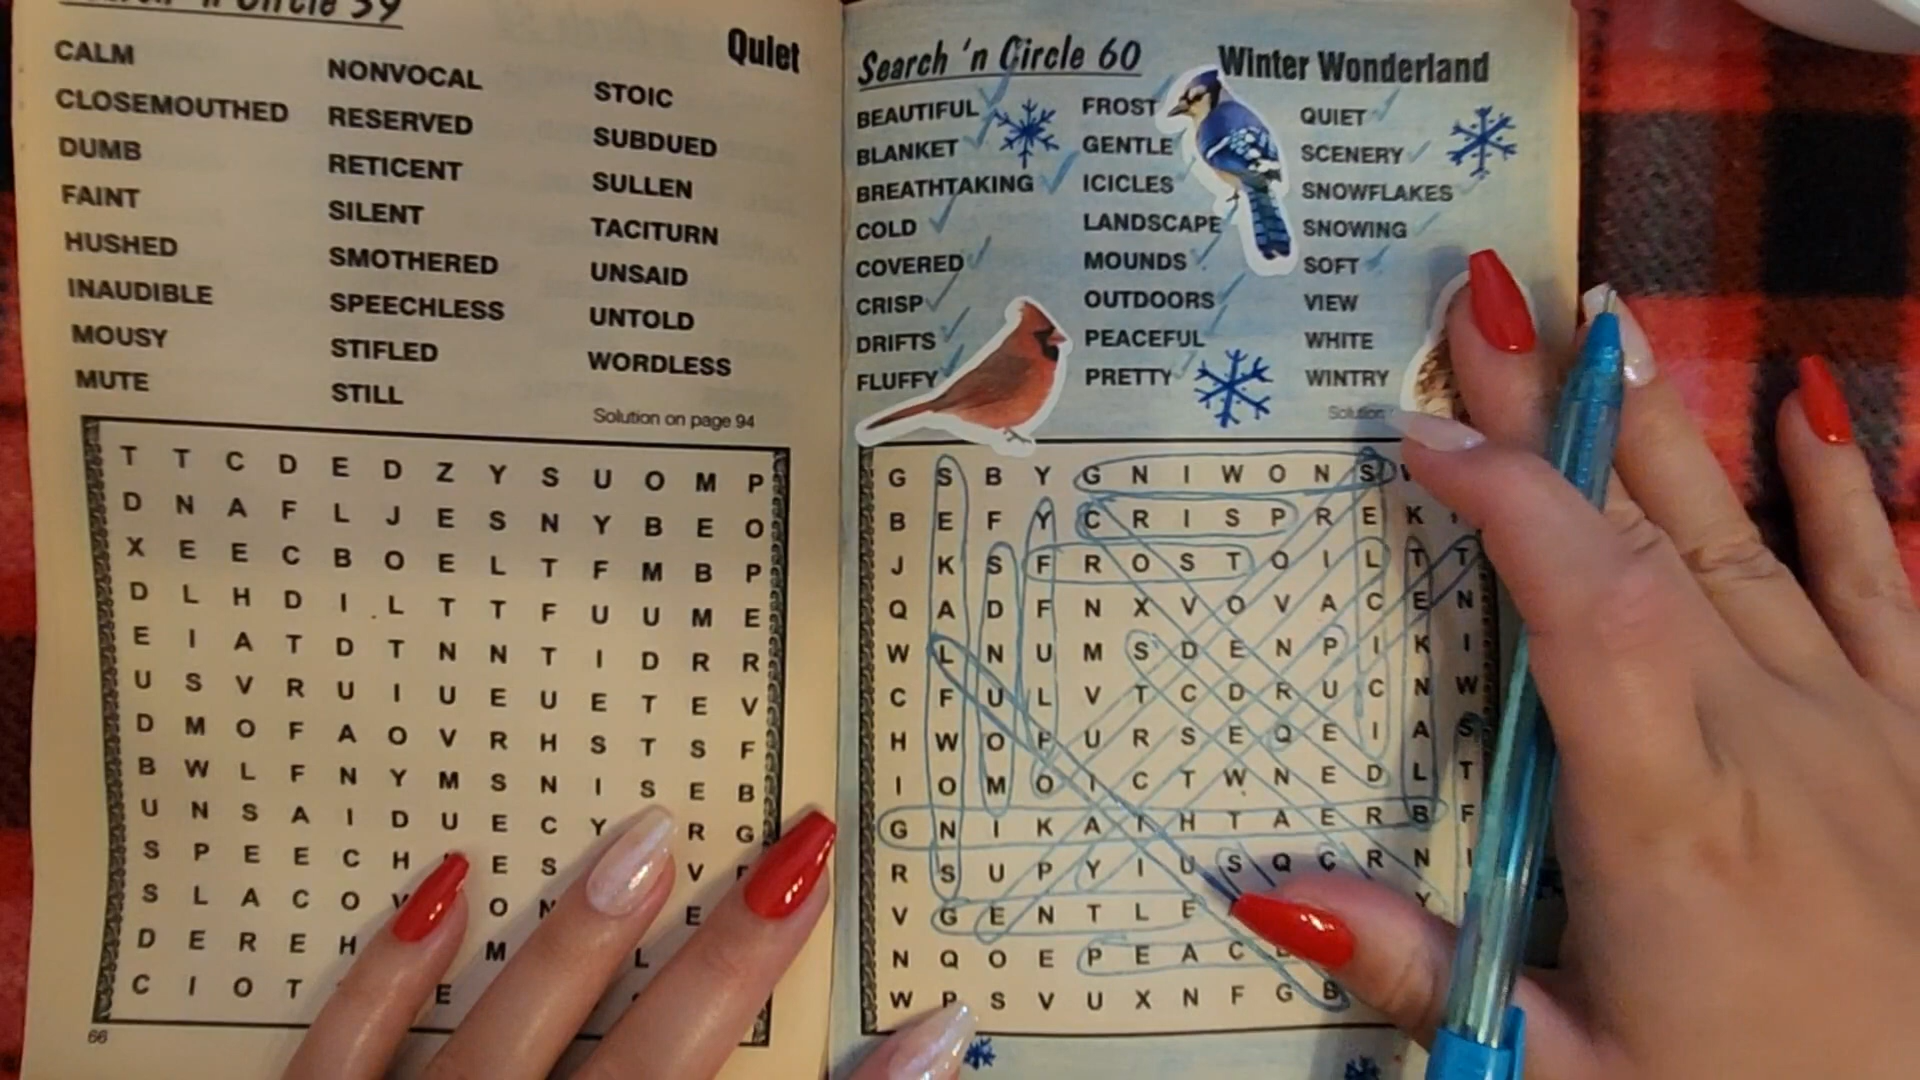 Search 'n Circle 59
Quiet
CALM
CLOSEMOUTHED
DUMB
FAINT
HUSHED
INAUDIBLE
MOUSY
MUTE
NONVOCAL
RESERVED
RETICENT
SILENT
SMOTHERED
SPEECHLESS
STIFLED
STILL
STOIC
SUBDUED
SULLEN
TACITURN
UNSAID
UNTOLD
WORDLESS
Solution on page 94
T T C D E D Z Y S U O M P
D N A F L J E S N Y B E O
X E E C B O E L T F M B P
D L H D I L T T F U U M E
E I A T D T N N T I D R R
U S V R U I U E U E T E V
D M O F A O V R H S T S F
B W L F N Y M S N I S E B
U N S A I D U E C Y R G
S P E E C H E S V
S L A C O V O N E
D E R E H M L
C I O T E
66
Search 'n Circle 60
Winter Wonderland
BEAUTIFUL
BLANKET
BREATHTAKING
COLD
COVERED
CRISP
DRIFTS
FLUFFY
FROST
GENTLE
ICICLES
LANDSCAPE
MOUNDS
OUTDOORS
PEACEFUL
PRETTY
QUIET
SCENERY
SNOWFLAKES
SNOWING
SOFT
VIEW
WHITE
WINTRY
Solution
G S B Y G N I W O N S
B E F Y C R I S P R E K
J K S F R O S T O I L T T
Q A D F N X V O V A C E N
W L N U M S D E N P I K I
C F U L V T C D R U C N W
H W O F U R S E Q E I A S
I O M O I C T W N E D L T
G N I K A T H T A E R B F
R S U P Y I U S Q C R N I
V G E N T L E Y
N Q O E P E A C E
W P S V U X N F G B